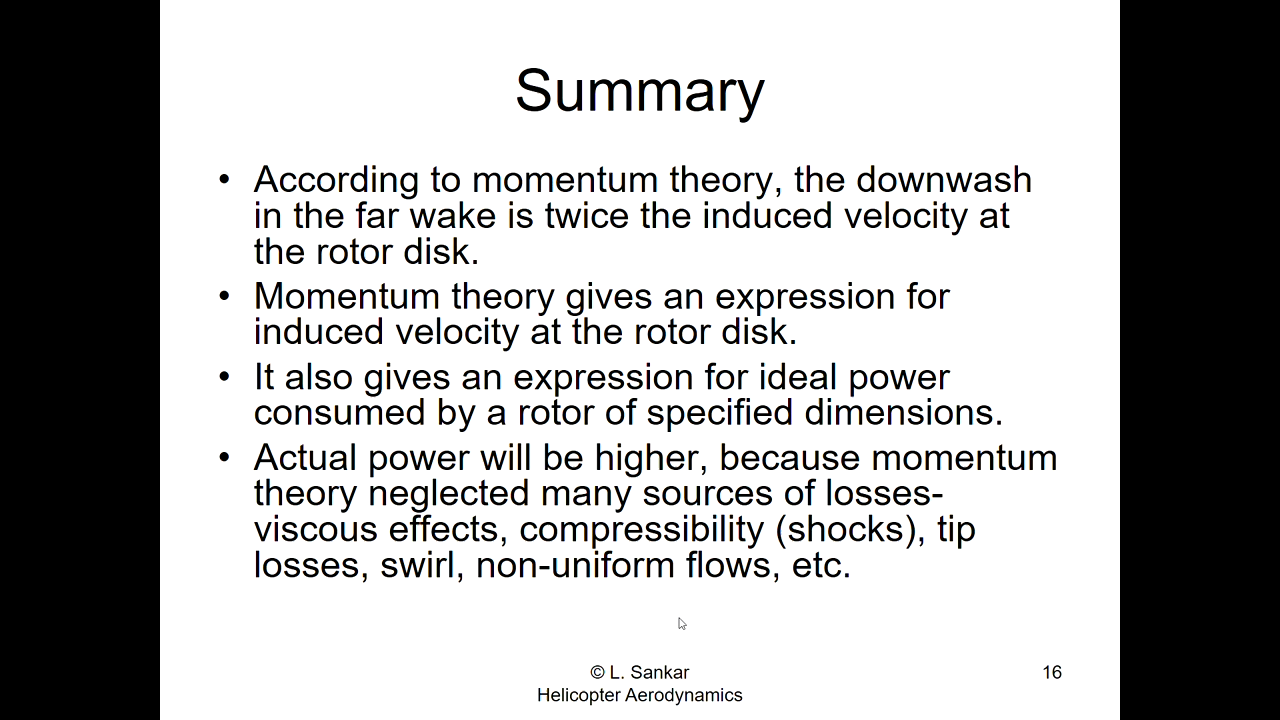 Summary
• According to momentum theory, the downwash
in the far wake is twice the induced velocity at
the rotor disk.
• Momentum theory gives an expression for
induced velocity at the rotor disk.
• It also gives an expression for ideal power
consumed by a rotor of specified dimensions.
• Actual power will be higher, because momentum
theory neglected many sources of losses-
viscous effects, compressibility (shocks), tip
losses, swirl, non-uniform flows, etc.
© L. Sankar
Helicopter Aerodynamics
16